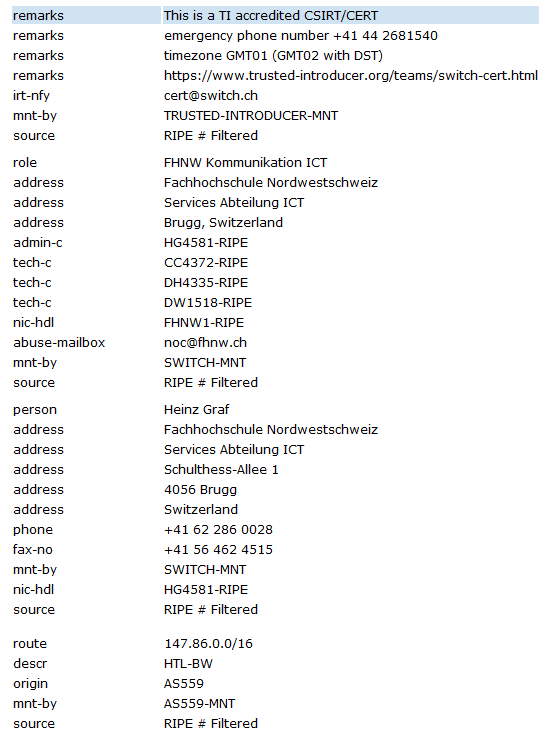 remarks This is a TI accredited CSIRT/CERT
remarks emergency phone number +41 44 2681540
remarks timezone GMT01 (GMT02 with DST)
remarks https://www.trusted-introducer.org/teams/switch-cert.html
irt-nfy cert@switch.ch
mnt-by TRUSTED-INTRODUCER-MNT
source RIPE # Filtered
role FHNW Kommunikation ICT
address Fachhochschule Nordwestschweiz
address Services Abteilung ICT
address Brugg, Switzerland
admin-c HG4581-RIPE
tech-c CC4372-RIPE
tech-c DH4335-RIPE
tech-c DW1518-RIPE
nic-hdl FHNW1-RIPE
abuse-mailbox noc@fhnw.ch
mnt-by SWITCH-MNT
source RIPE # Filtered
person Heinz Graf
address Fachhochschule Nordwestschweiz
address Services Abteilung ICT
address Schulthess-Allee 1
address 4056 Brugg
address Switzerland
phone +41 62 286 0028
fax-no +41 56 462 4515
mnt-by SWITCH-MNT
nic-hdl HG4581-RIPE
source RIPE # Filtered
route 147.86.0.0/16
descr HTL-BW
origin AS559
mnt-by AS559-MNT
source RIPE # Filtered